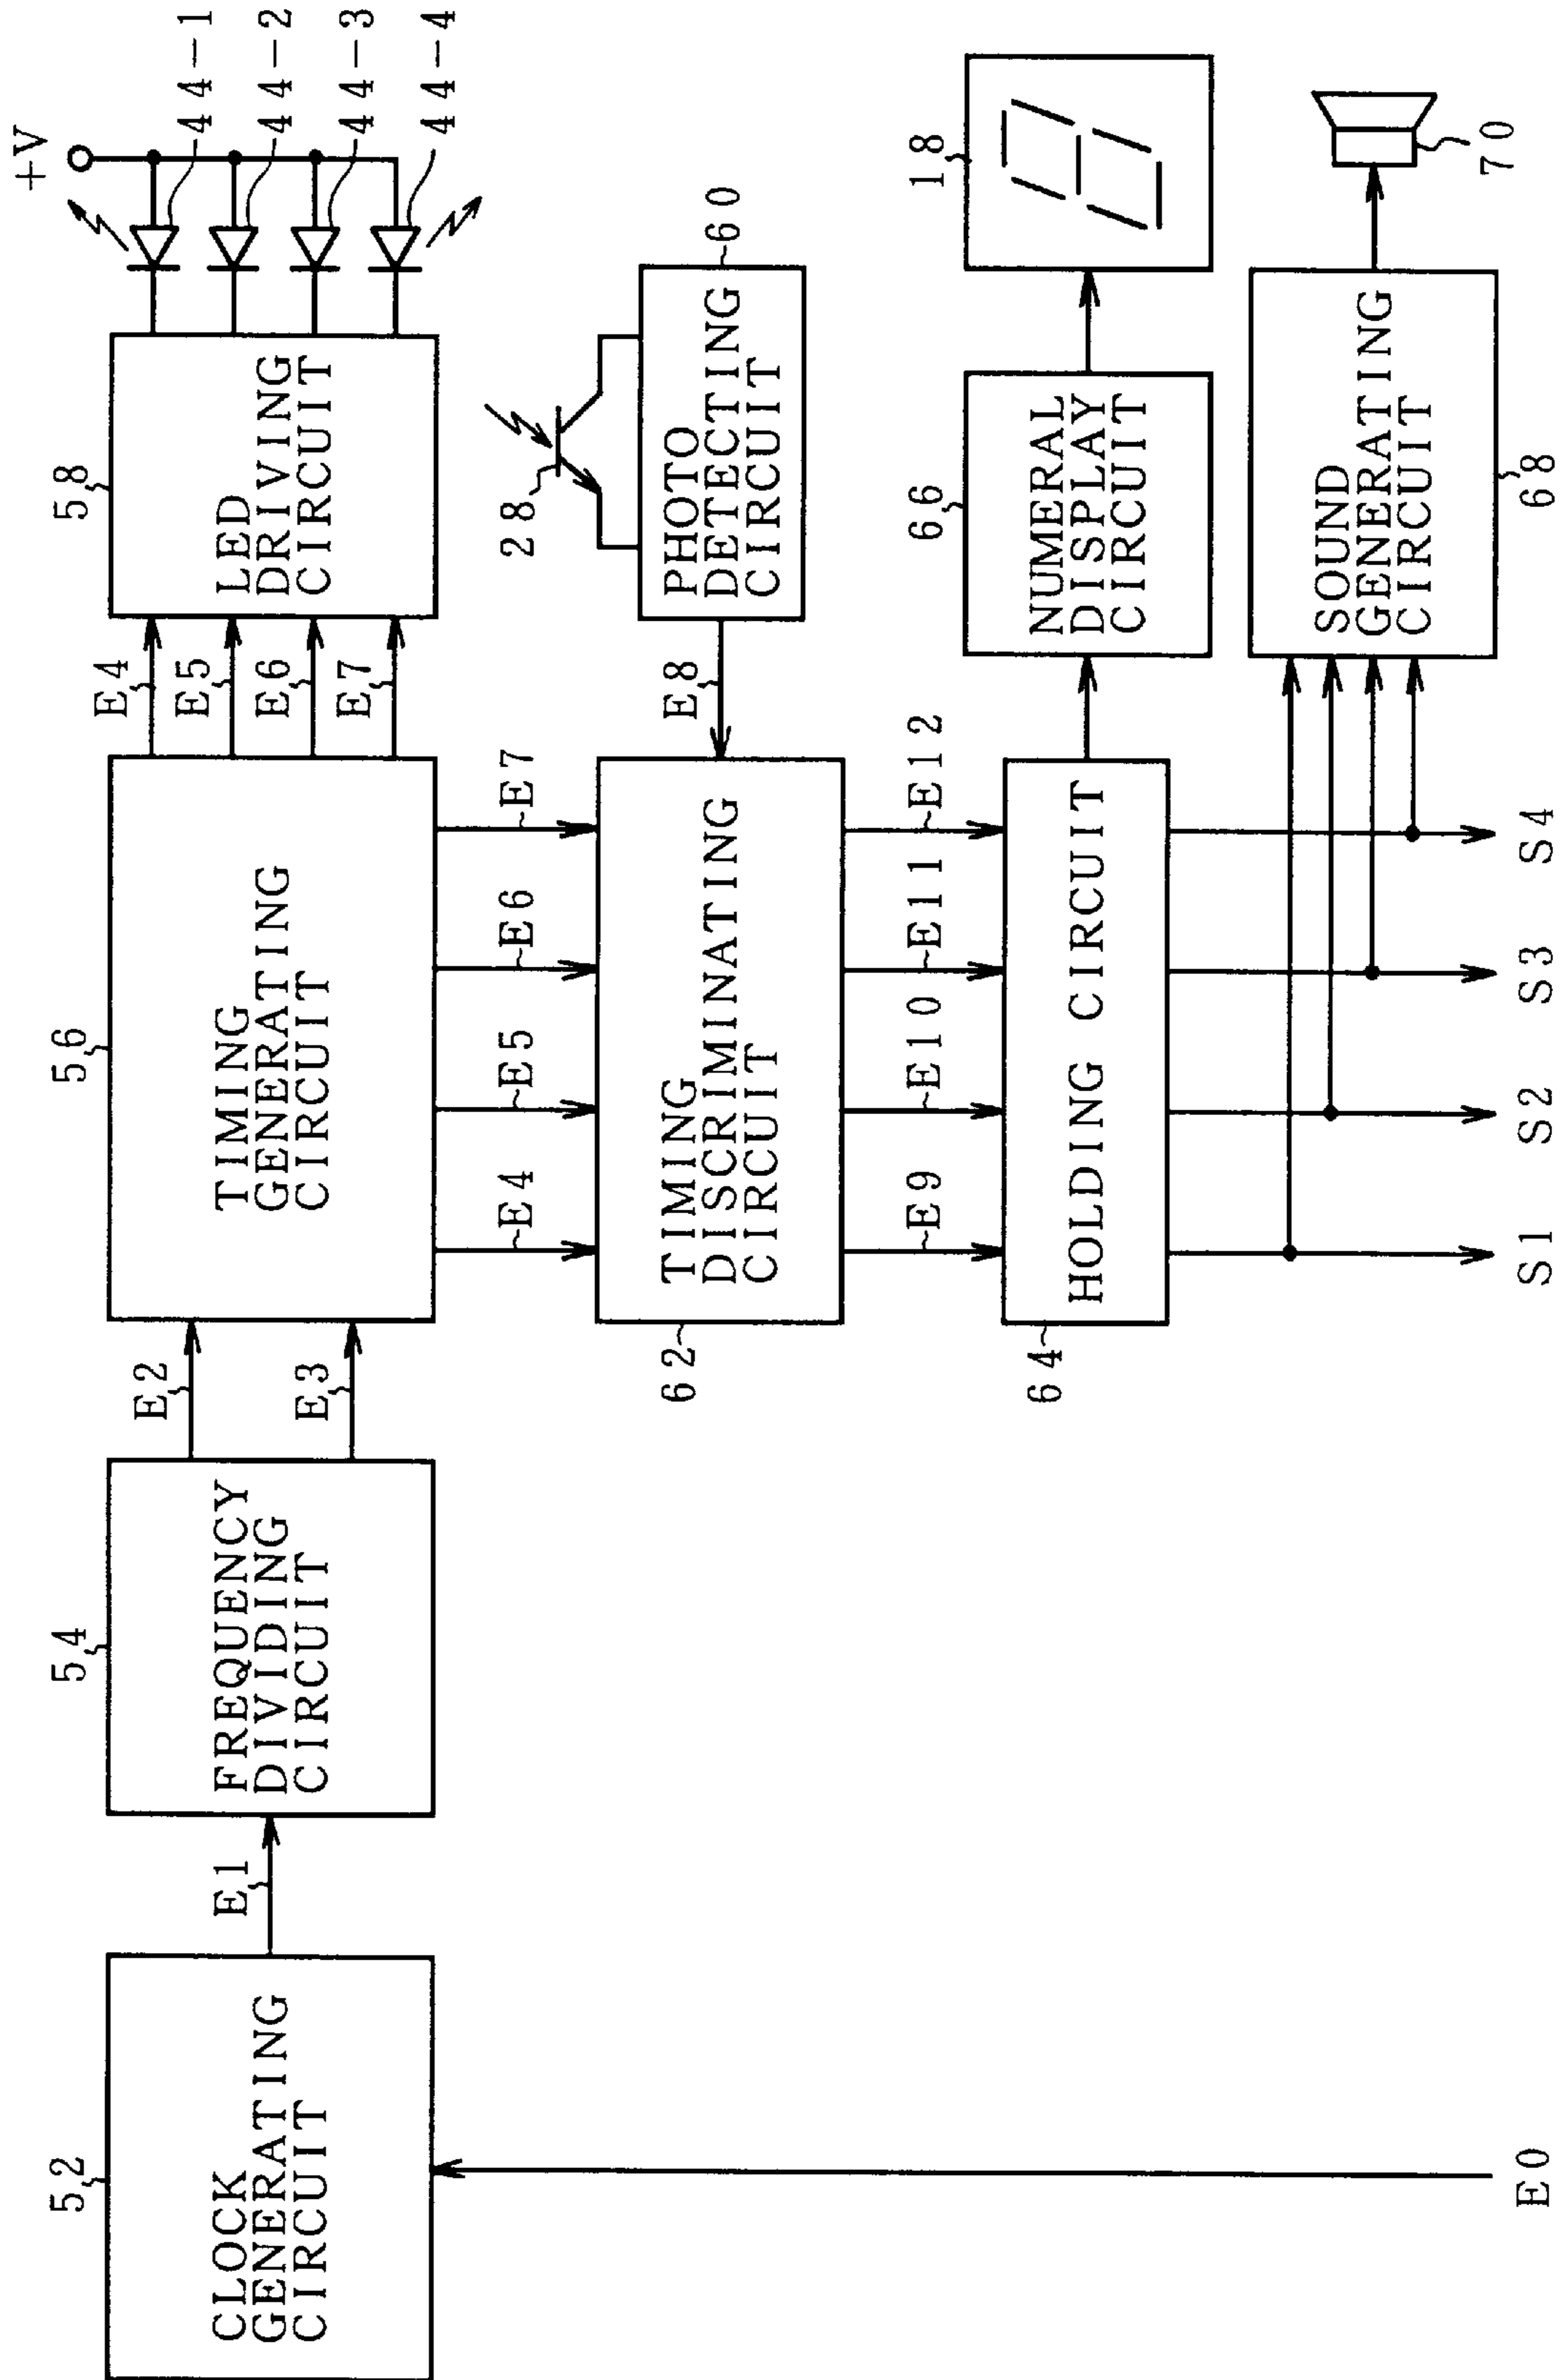 52
CLOCK
GENERATING
CIRCUIT
E0
E1
54
FREQUENCY
DIVIDING
CIRCUIT
E2
E3
56
TIMING
GENERATING
CIRCUIT
E4
E5
E6
E7
58
LED
DRIVING
CIRCUIT
+V
44-1
44-2
44-3
44-4
E4
E5
E6
E7
28
PHOTO
DETECTING
CIRCUIT
60
E8
62
TIMING
DISCRIMINATING
CIRCUIT
E9
E10
E11
E12
64
HOLDING CIRCUIT
66
NUMERAL
DISPLAY
CIRCUIT
18
SOUND
GENERATING
CIRCUIT
68
70
S1
S2
S3
S4